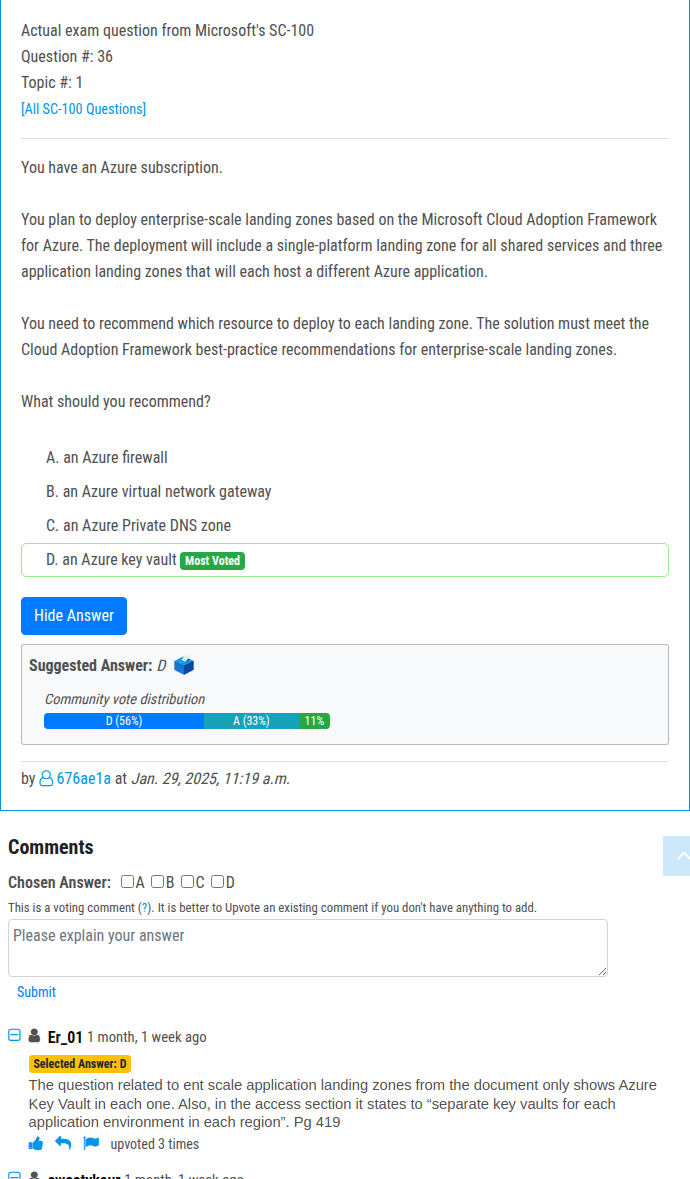 Actual exam question from Microsoft's SC-100
Question #: 36
Topic #: 1
[All SC-100 Questions]
You have an Azure subscription.
You plan to deploy enterprise-scale landing zones based on the Microsoft Cloud Adoption Framework
for Azure. The deployment will include a single-platform landing zone for all shared services and three
application landing zones that will each host a different Azure application.
You need to recommend which resource to deploy to each landing zone. The solution must meet the
Cloud Adoption Framework best-practice recommendations for enterprise-scale landing zones.
What should you recommend?
A. an Azure firewall
B. an Azure virtual network gateway
C. an Azure Private DNS zone
D. an Azure key vault Most Voted
Hide Answer
Suggested Answer: D
Community vote distribution
D (56%) A (33%) 11%
by 676ae1a at Jan. 29, 2025, 11:19 a.m.
Comments
Chosen Answer: A B C D
This is a voting comment (?). It is better to Upvote an existing comment if you don't have anything to add.
Please explain your answer
Submit
Er_01 1 month, 1 week ago
Selected Answer: D
The question related to ent scale application landing zones from the document only shows Azure
Key Vault in each one. Also, in the access section it states to “separate key vaults for each
application environment in each region”. Pg 419
upvoted 3 times
1 month, 1 week ago